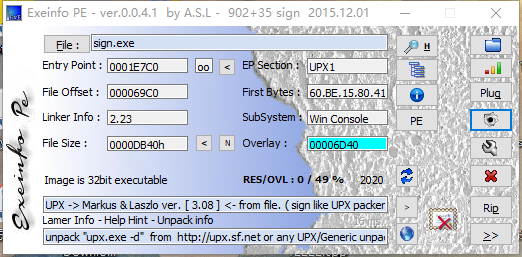 Exeinfo PE - ver.0.0.4.1 by A.S.L - 902+35 sign 2015.12.01
File : sign.exe H
Entry Point : 0001E7C0 oo < EP Section : UPX1
File Offset : 000069C0 First Bytes : 60.BE.15.80.41 Plug
Linker Info : 2.23 SubSystem : Win Console PE
File Size : 0000DB40h < N Overlay : 00006D40
Image is 32bit executable RES/OVL : 0 / 49 % 2020
UPX -> Markus & Laszlo ver. [ 3.08 ] <- from file. ( sign like UPX packer
Lamer Info - Help Hint - Unpack info
> Rip
unpack "upx.exe -d" from http://upx.sf.net or any UPX/Generic unpa
>>
Exeinfo Pe